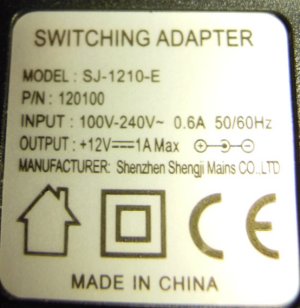 SWITCHING ADAPTER
MODEL : SJ-1210-E
P/N : 120100
INPUT : 100V-240V~ 0.6A 50/60Hz
OUTPUT : +12V⎓1A Max
MANUFACTURER: Shenzhen Shengji Mains CO.,LTD
CE
MADE IN CHINA